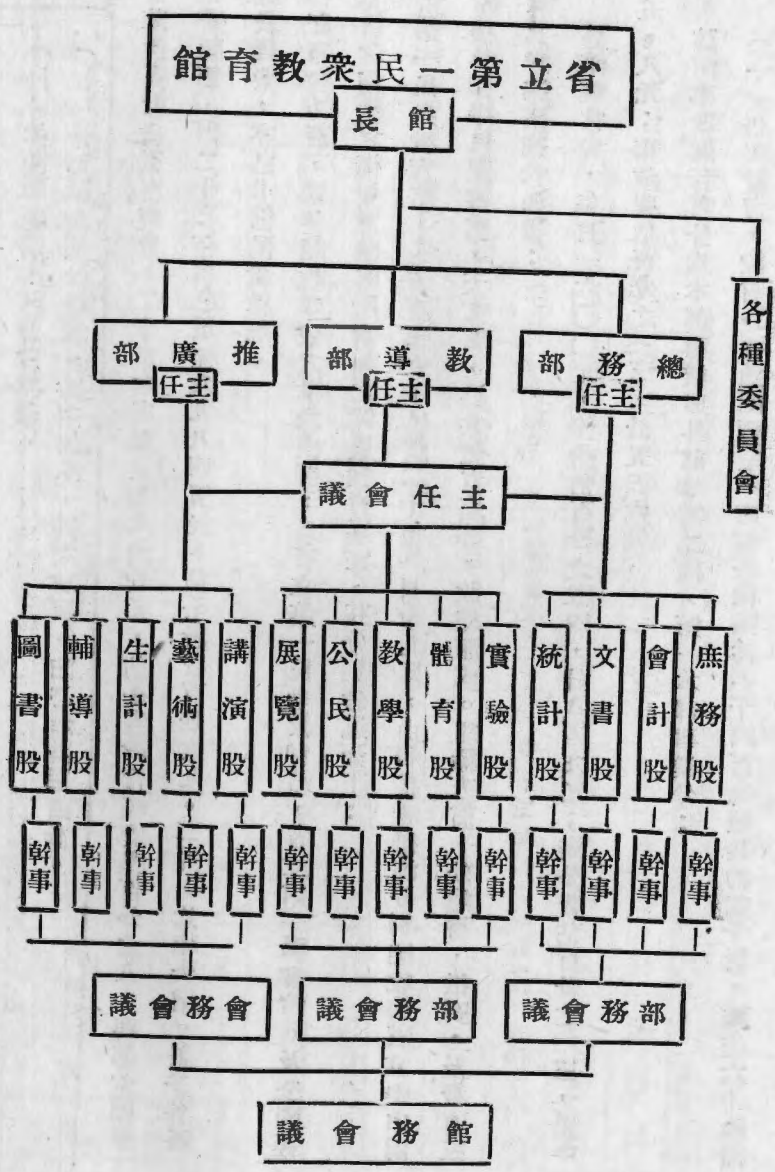 省立第一民衆教育館
館長
各種委員會
總務部
主任
教導部
主任
推廣部
主任
主任會議
庶務股
會計股
文書股
統計股
實驗股
體育股
教學股
公民股
展覽股
講演股
藝術股
生計股
輔導股
圖書股
幹事
幹事
幹事
幹事
幹事
幹事
幹事
幹事
幹事
幹事
幹事
幹事
幹事
幹事
部務會議
部務會議
會務會議
館務會議